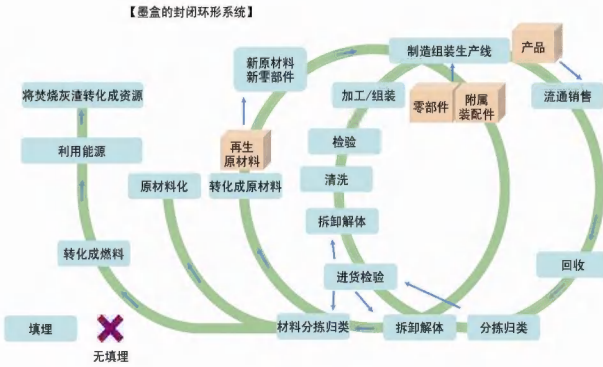 【墨盒的封闭环形系统】
制造组装生产线
产品
新原材料
新零部件
将焚烧灰渣转化成资源
加工/组装
零部件
附属
装配件
流通销售
利用能源
再生
原材料
检验
原材料化
转化成原材料
清洗
拆卸解体
转化成燃料
进货检验
回收
填埋
材料分拣归类
拆卸解体
分拣归类
无填埋